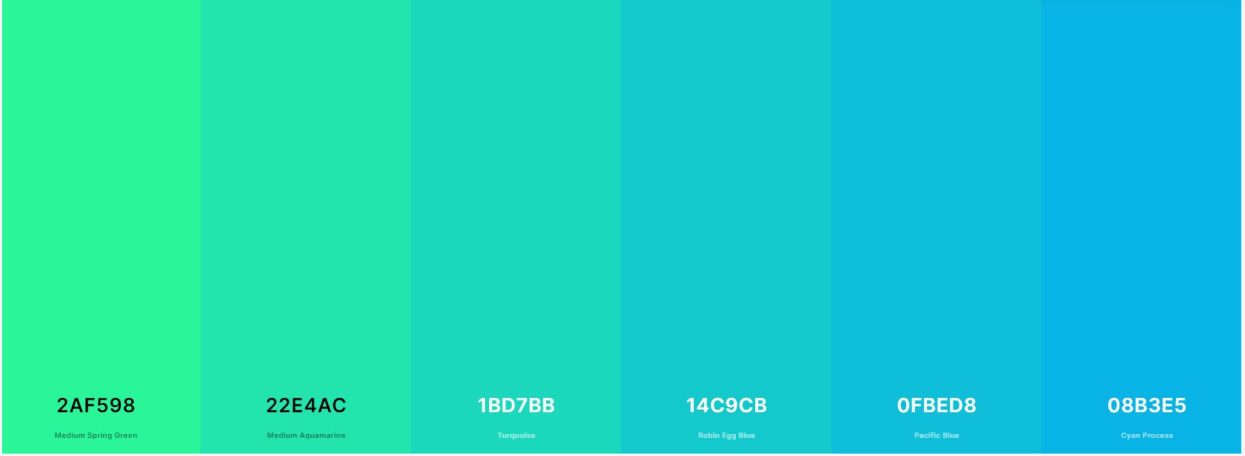 2AF598 22E4AC 1BD7BB 14C9CB 0FBED8 08B3E5
Medium Spring Green Medium Aquamarine Turquoise Robin Egg Blue Pacific Blue Cyan Process